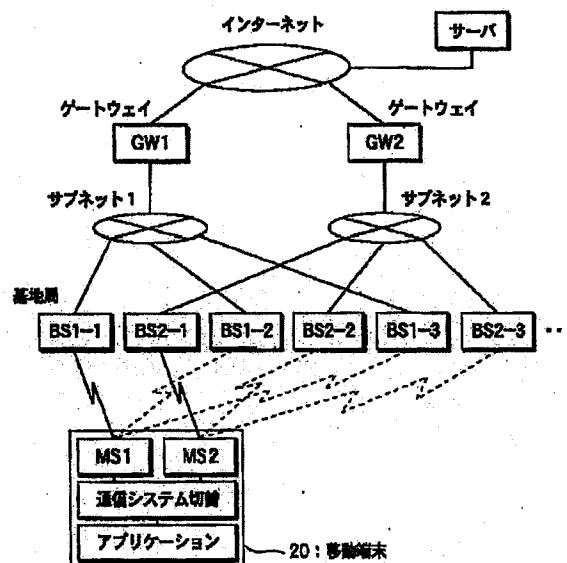 インターネット
サーバ
ゲートウェイ
ゲートウェイ
GW1
GW2
サブネット1
サブネット2
基地局
BS1-1
BS2-1
BS1-2
BS2-2
BS1-3
BS2-3
・・
MS1
MS2
通信システム切替
アプリケーション
20：移動端末